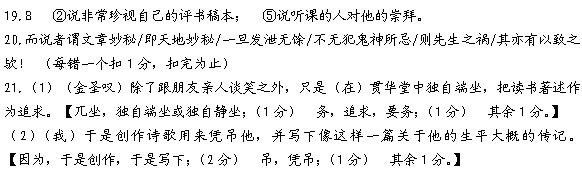 19.B　②说非常珍视自己的评书稿本；　⑤说听课的人对他的崇拜。
20.而说者谓文章妙秘/即天地妙秘/一旦发泄无馀/不无犯鬼神所忌/则先生之祸/其亦有以致之
欤！（每错一个扣1分，扣完为止）
21.（1）（金圣叹）除了跟朋友亲人谈笑之外，只是（在）贯华堂中独自端坐，把读书著述作
为追求。【兀坐，独自端坐或独自静坐；（1分）　务，追求，要务；（1分）　其余1分。】
（2）（我）于是创作诗歌用来凭吊他，并写下像这样一篇关于他的生平大概的传记。
【因为，于是创作，于是写下；（2分）　吊，凭吊；（1分）　其余1分。】